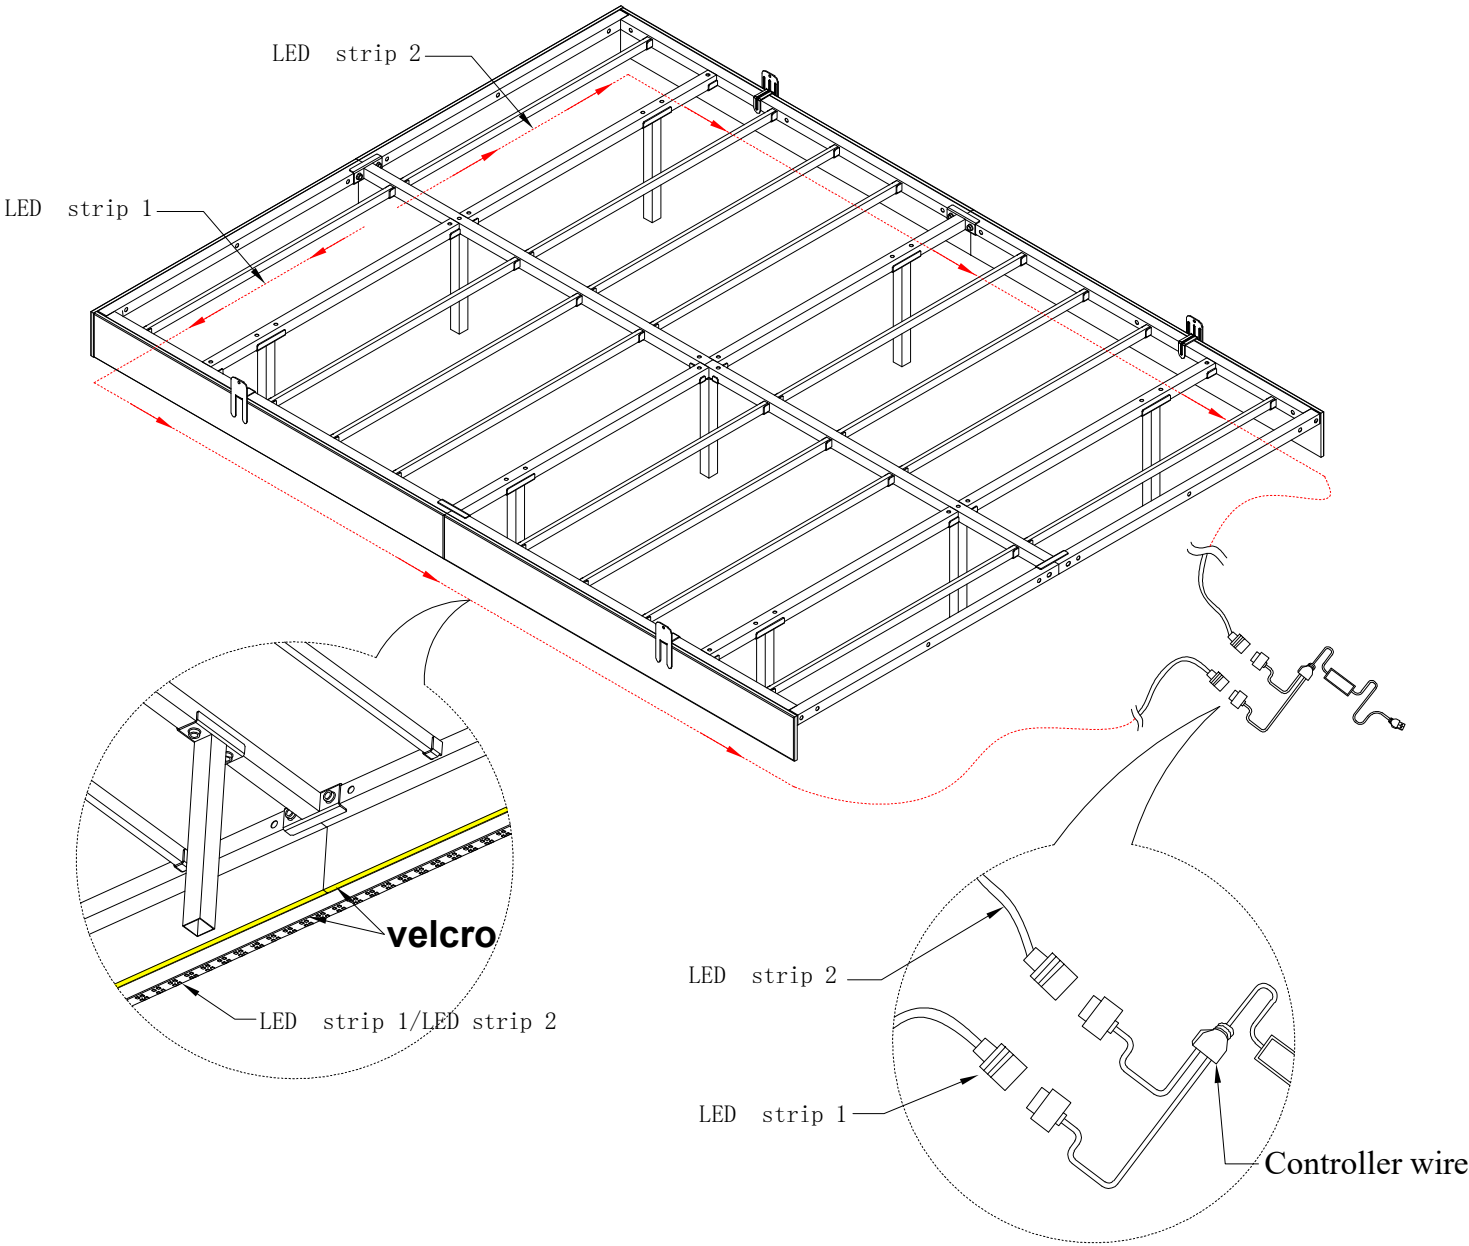 LED strip 2
LED strip 1
velcro
LED strip 1/LED strip 2
LED strip 2
LED strip 1
Controller wire